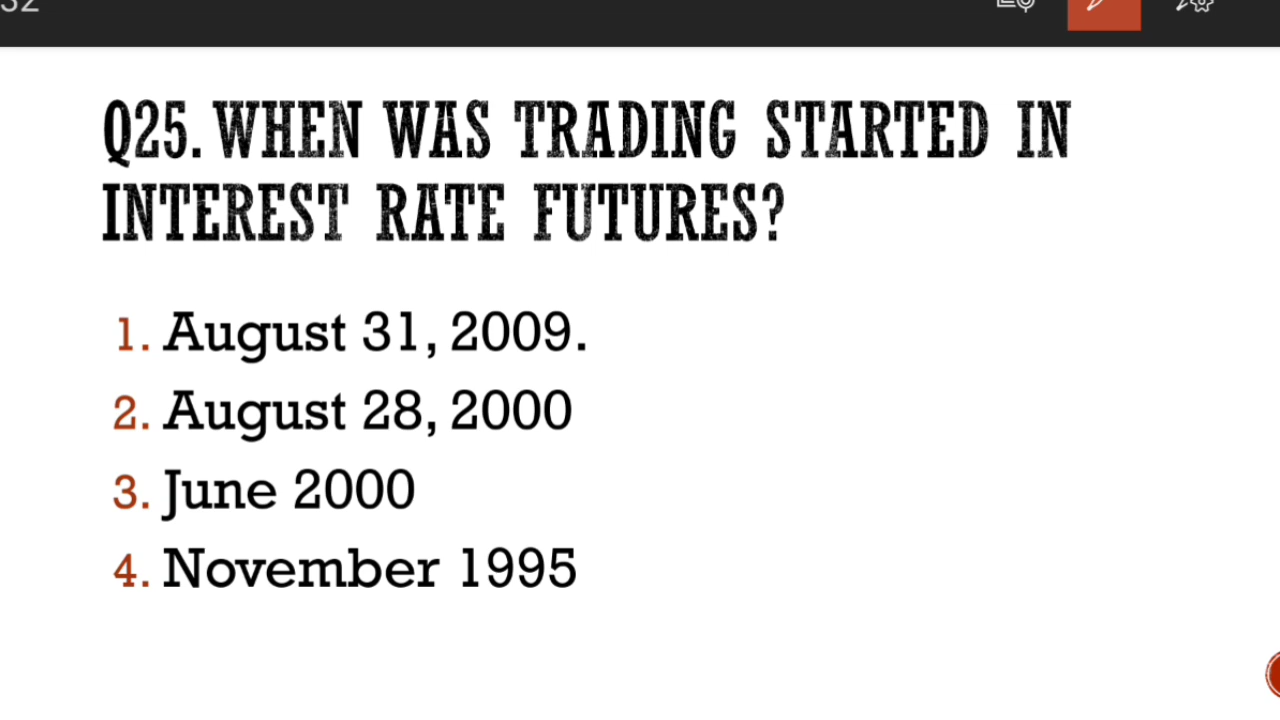 Q25. WHEN WAS TRADING STARTED IN
INTEREST RATE FUTURES?
1. August 31, 2009.
2. August 28, 2000
3. June 2000
4. November 1995